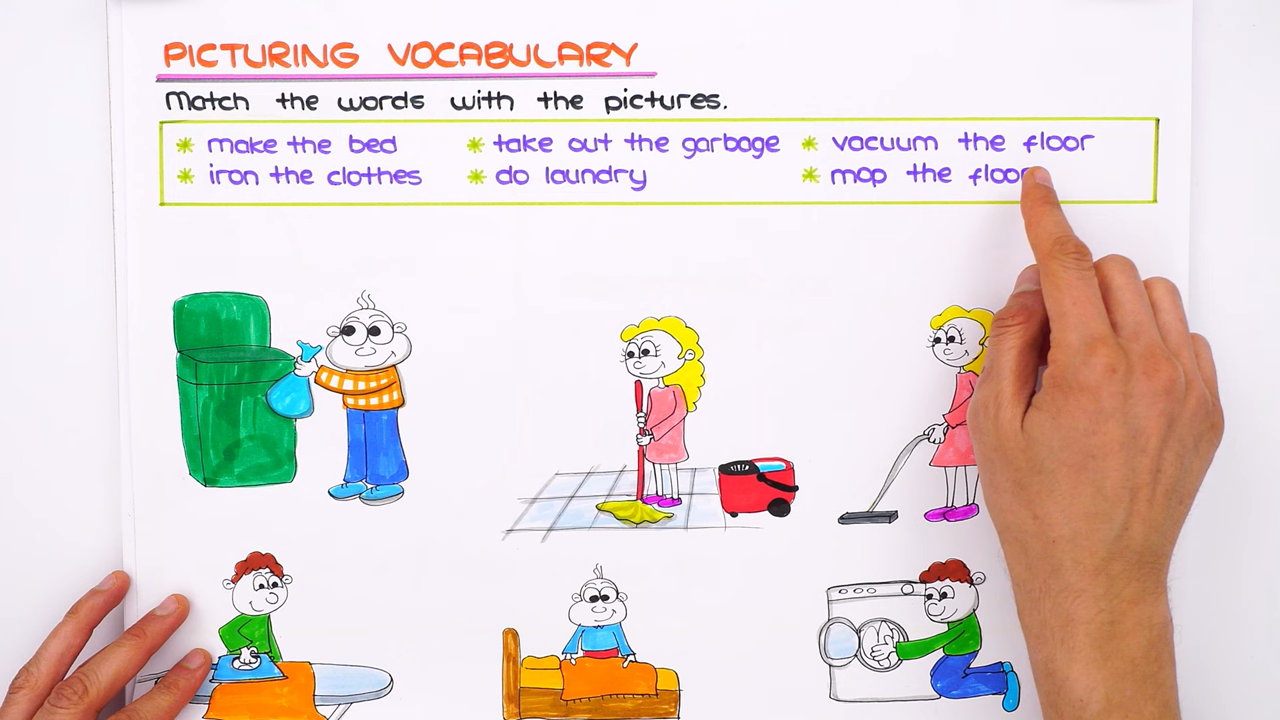 PICTURING VOCABULARY
Match the words with the pictures.
* make the bed * take out the garbage * vacuum the floor
* iron the clothes * do laundry * mop the floor